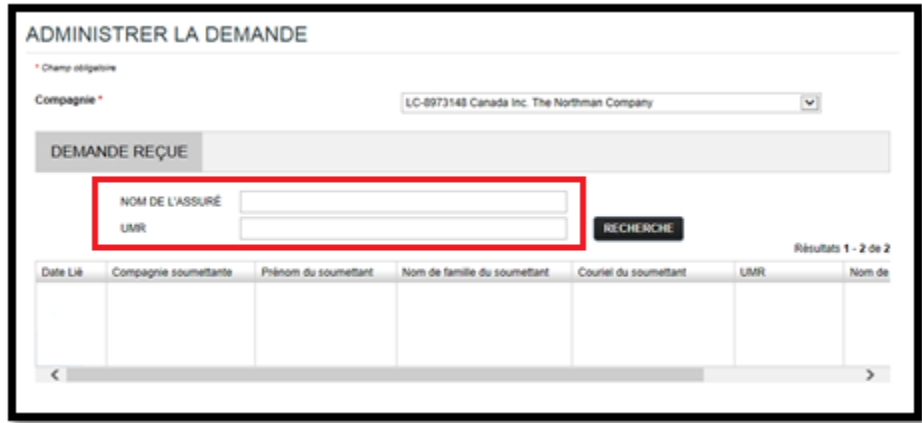 ADMINISTRER LA DEMANDE
* Champ obligatoire
Compagnie * LC-8973148 Canada Inc. The Northman Company
DEMANDE REÇUE
NOM DE L'ASSURÉ
UMR RECHERCHE
Résultats 1 - 2 de 2
Date Lié Compagnie soumettante Prénom du soumettant Nom de famille du soumettant Couriel du soumettant UMR Nom de